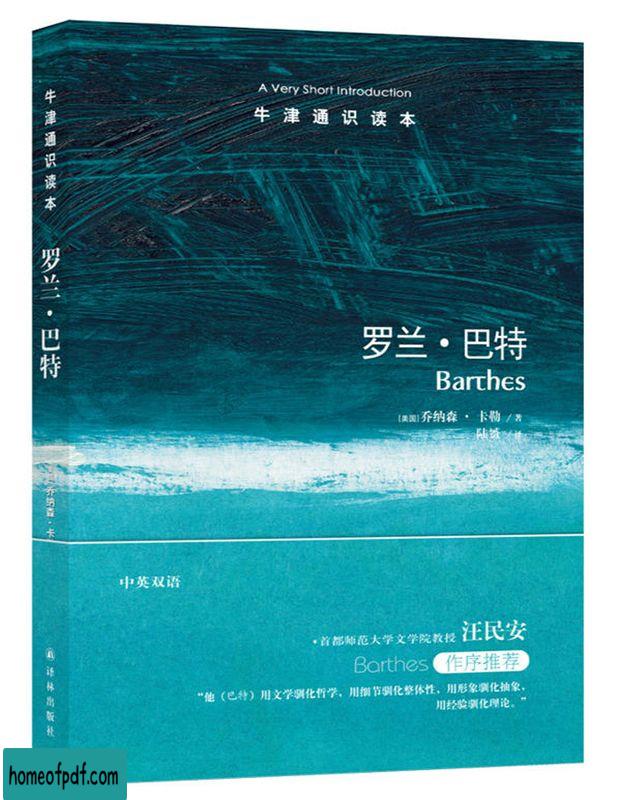 牛津通识读本
罗兰·巴特
乔纳森·卡
译林出版社
A Very Short Introduction
牛津通识读本
罗兰·巴特
Barthes
[美国]乔纳森·卡勒/著
陆赟/译
中英双语
·首都师范大学文学院教授 汪民安
Barthes 作序推荐
“他（巴特）用文学驯化哲学，用细节驯化整体性，用形象驯化抽象，
用经验驯化理论。”
homeofpdf.com